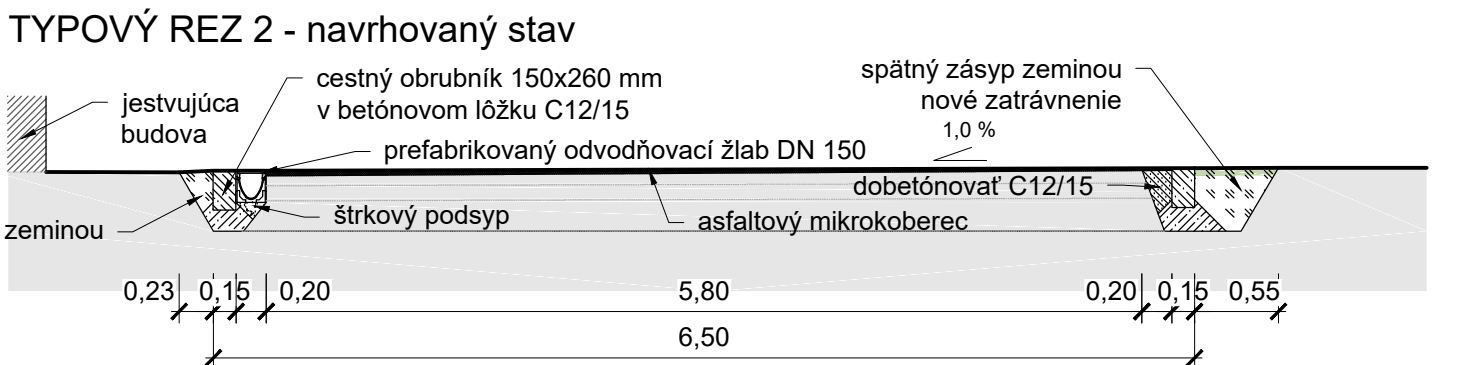 TYPOVÝ REZ 2 - navrhovaný stav
cestný obrubník 150x260 mm
v betónovom lôžku C12/15
spätný zásyp zeminou
nové zatrávnenie
jestvujúca
budova
1,0 %
prefabrikovaný odvodňovací žlab DN 150
dobetónovať C12/15
štrkový podsyp
asfaltový mikrokoberec
zeminou
0,23 0,15 0,20 5,80 0,20 0,15 0,55
6,50